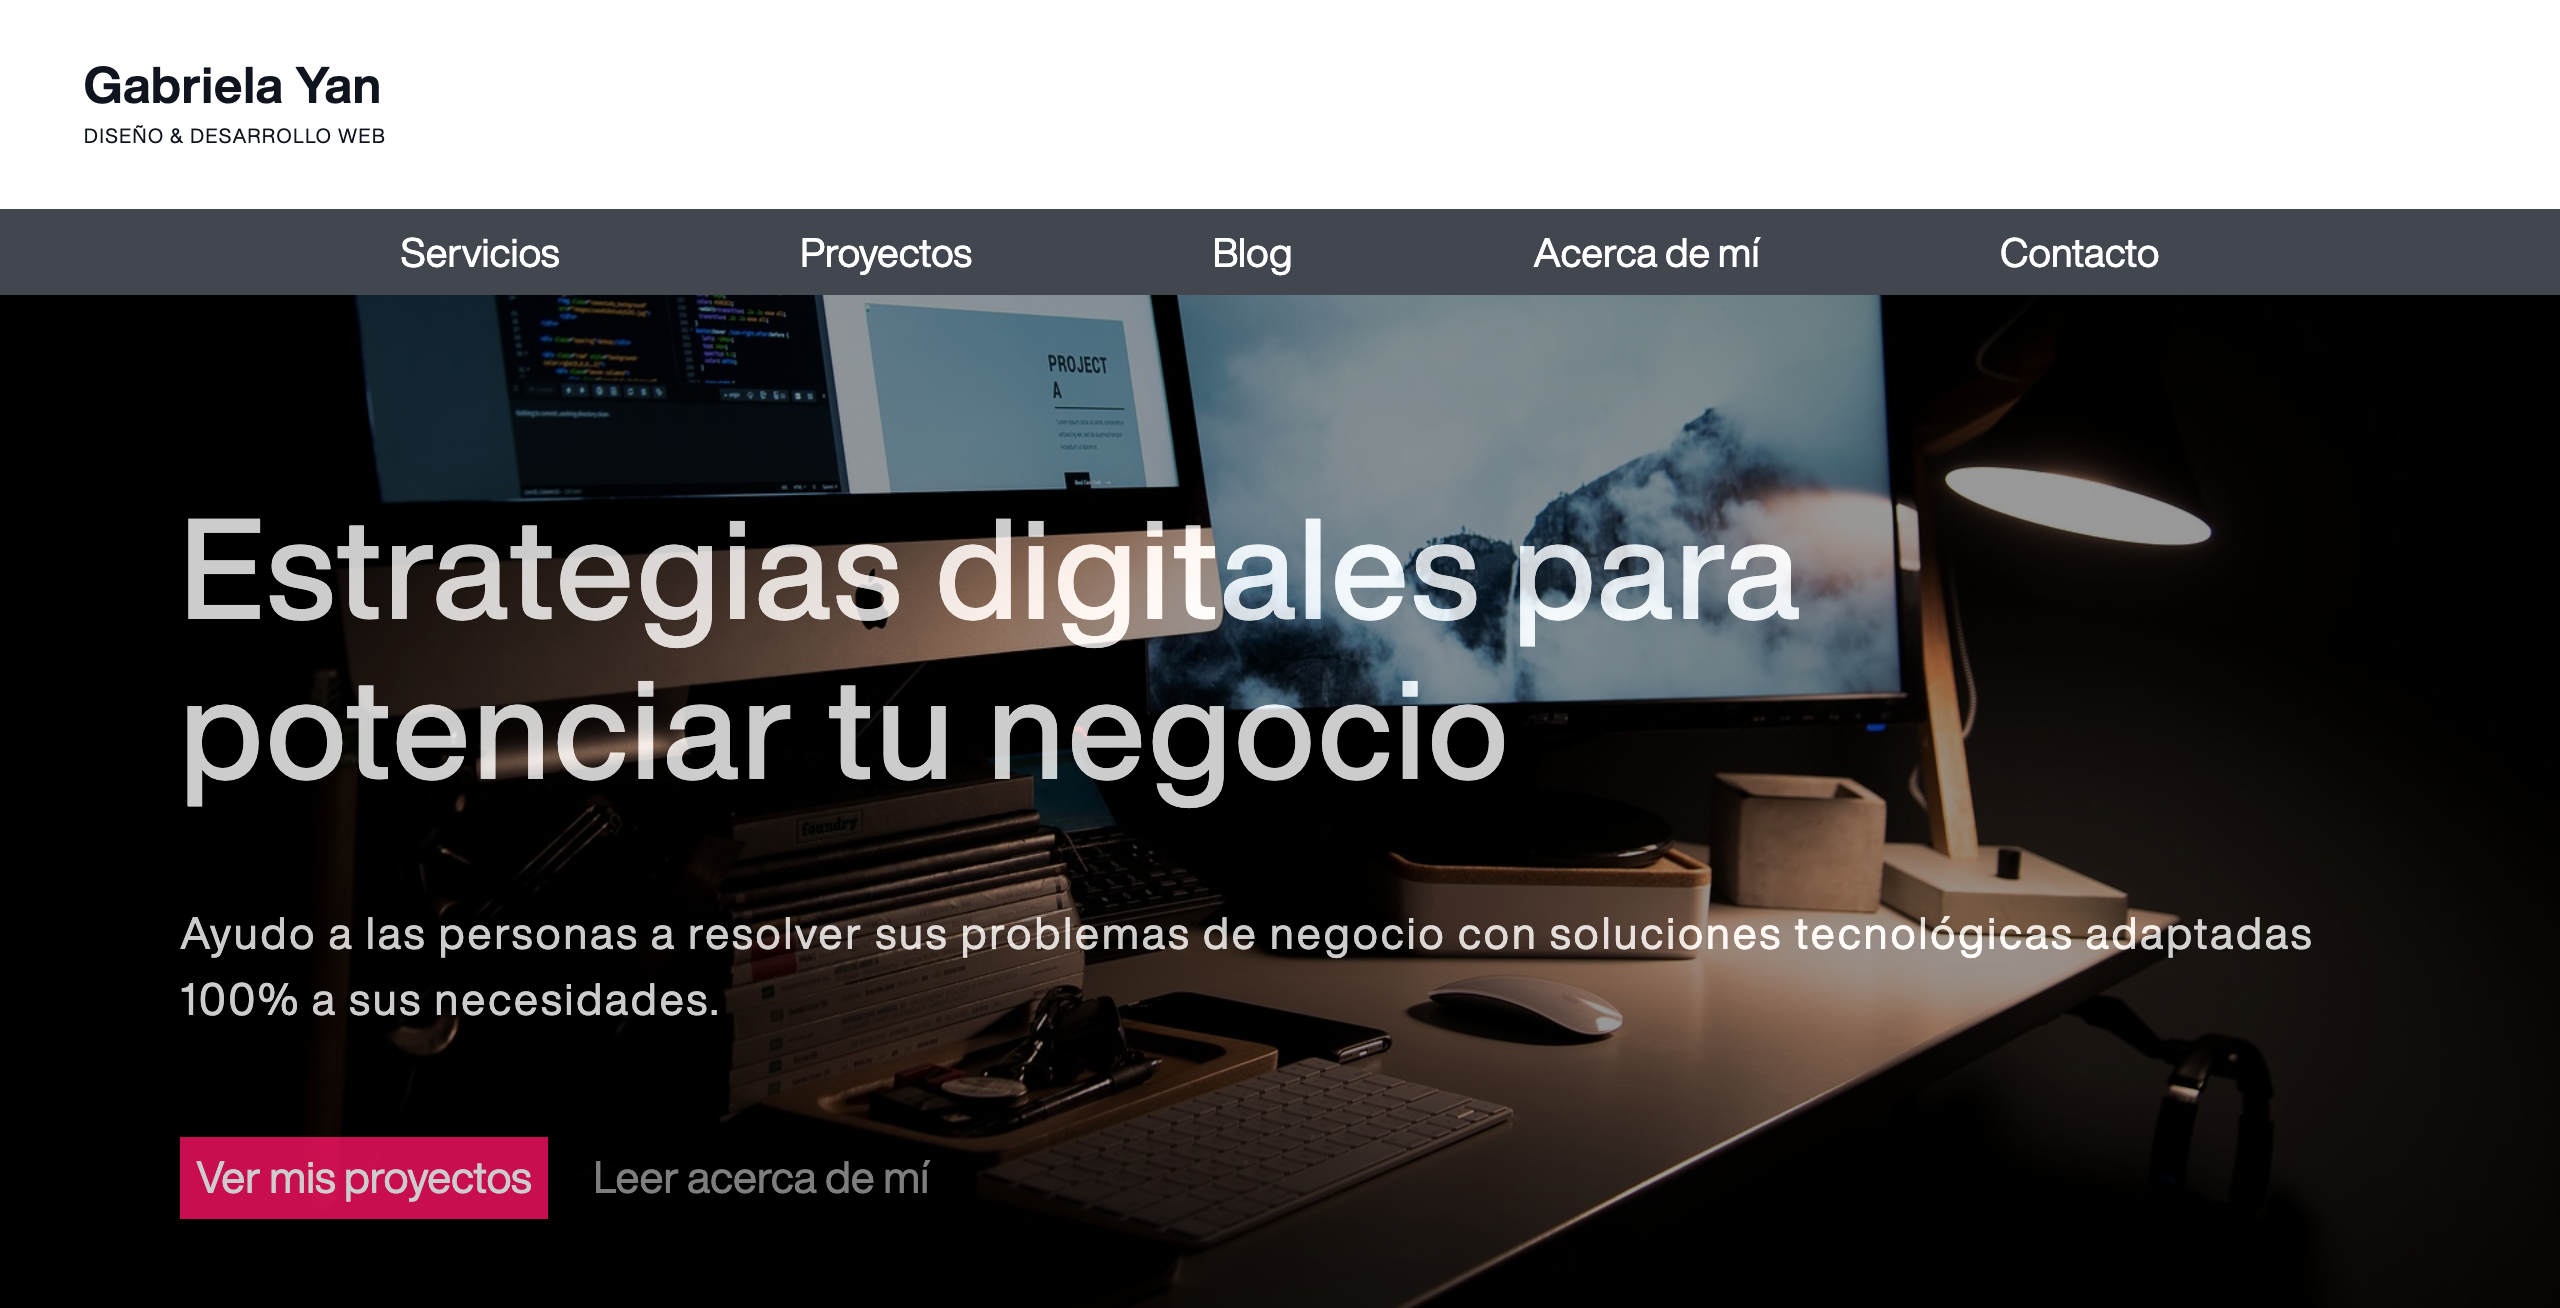 Gabriela Yan
DISEÑO & DESARROLLO WEB
Servicios Proyectos Blog Acerca de mí Contacto
PROJECT
A
Estrategias digitales para
potenciar tu negocio
foundry
Ayudo a las personas a resolver sus problemas de negocio con soluciones tecnológicas adaptadas
100% a sus necesidades.
Ver mis proyectos Leer acerca de mí